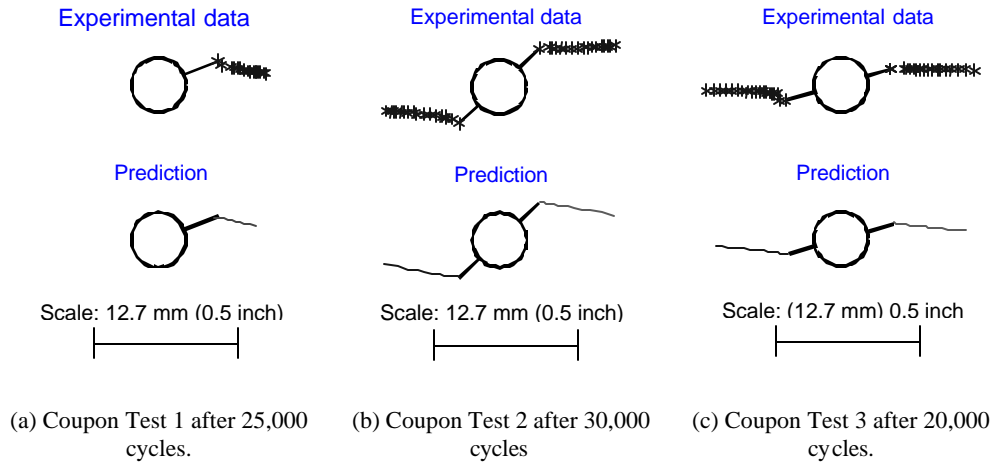 Experimental data
Prediction
Scale: 12.7 mm (0.5 inch)
(a) Coupon Test 1 after 25,000
cycles.
Experimental data
Prediction
Scale: 12.7 mm (0.5 inch)
(b) Coupon Test 2 after 30,000
cycles
Experimental data
Prediction
Scale: (12.7 mm) 0.5 inch
(c) Coupon Test 3 after 20,000
cycles.